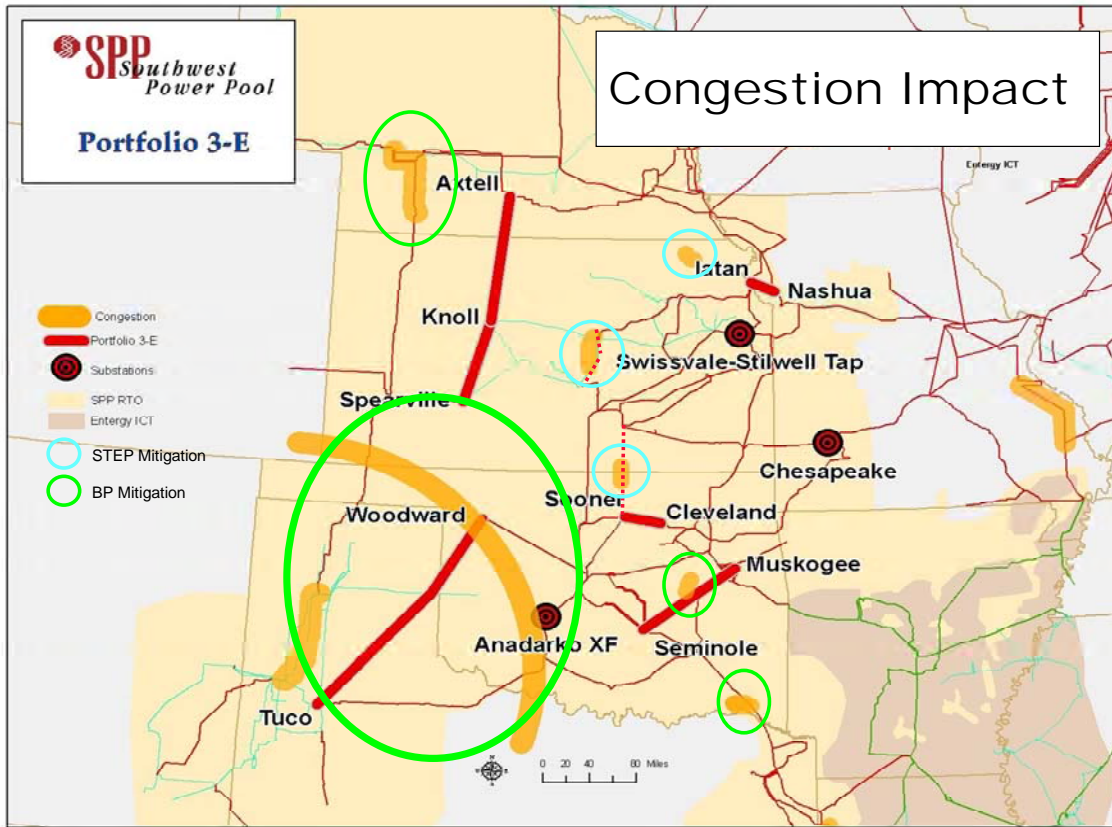 SPP
Southwest
Power Pool
Portfolio 3-E
Congestion Impact
Entergy ICT
Axtell
Iatan
Nashua
Knoll
Swissvale-Stilwell Tap
Spearville
Congestion
Portfolio 3-E
Substations
SPP RTO
Entergy ICT
STEP Mitigation
BP Mitigation
Chesapeake
Sooner
Cleveland
Woodward
Muskogee
Anadarko XF
Seminole
Tuco
0 20 40 80 Miles